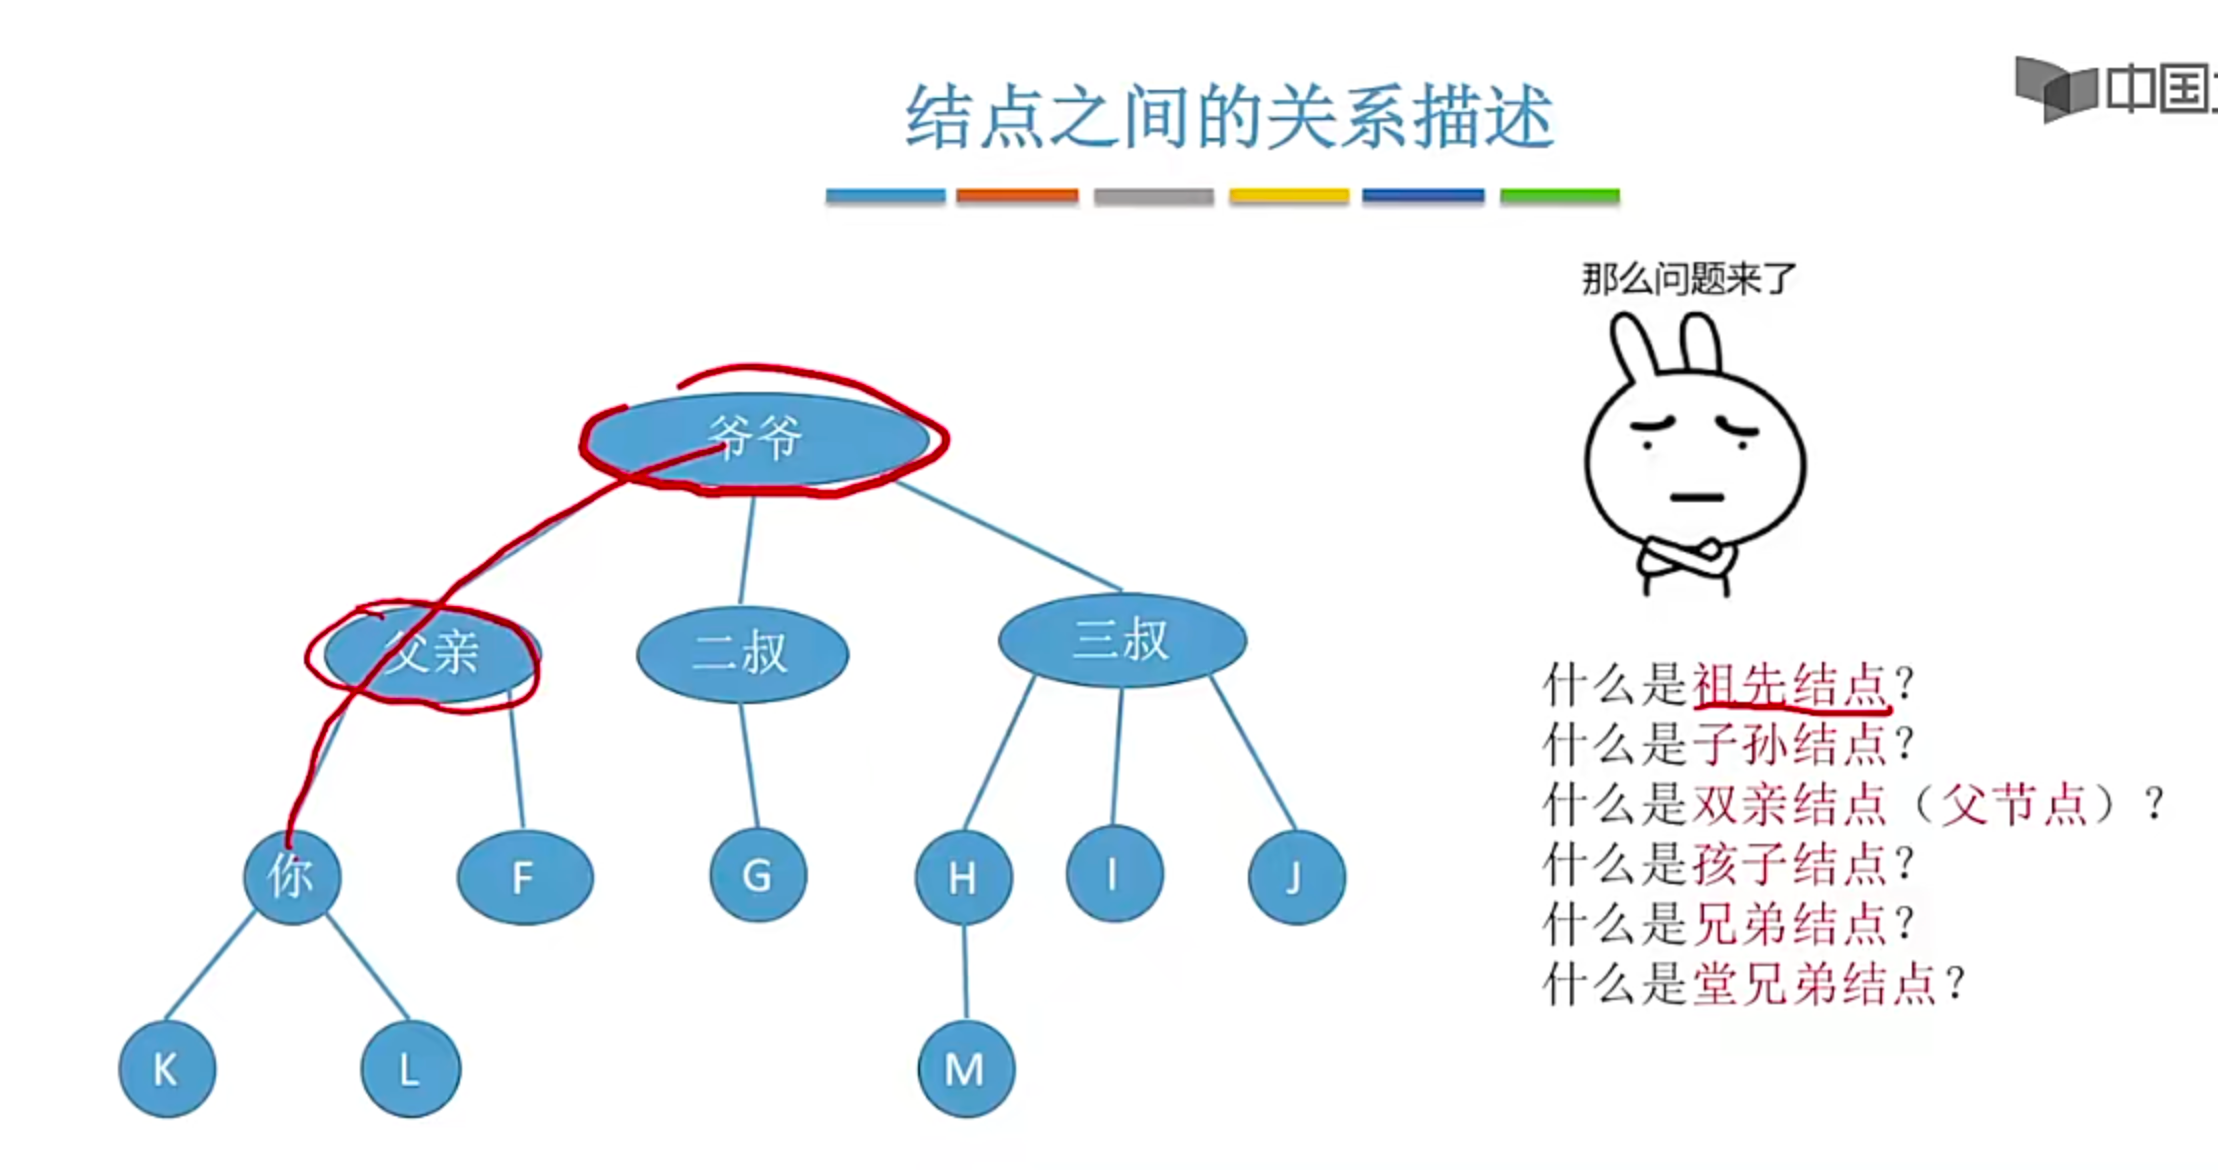 结点之间的关系描述
中国
那么问题来了
爷爷
父亲
二叔
三叔
你
F
G
H
I
J
K
L
M
什么是祖先结点?
什么是子孙结点?
什么是双亲结点（父节点）?
什么是孩子结点?
什么是兄弟结点?
什么是堂兄弟结点?